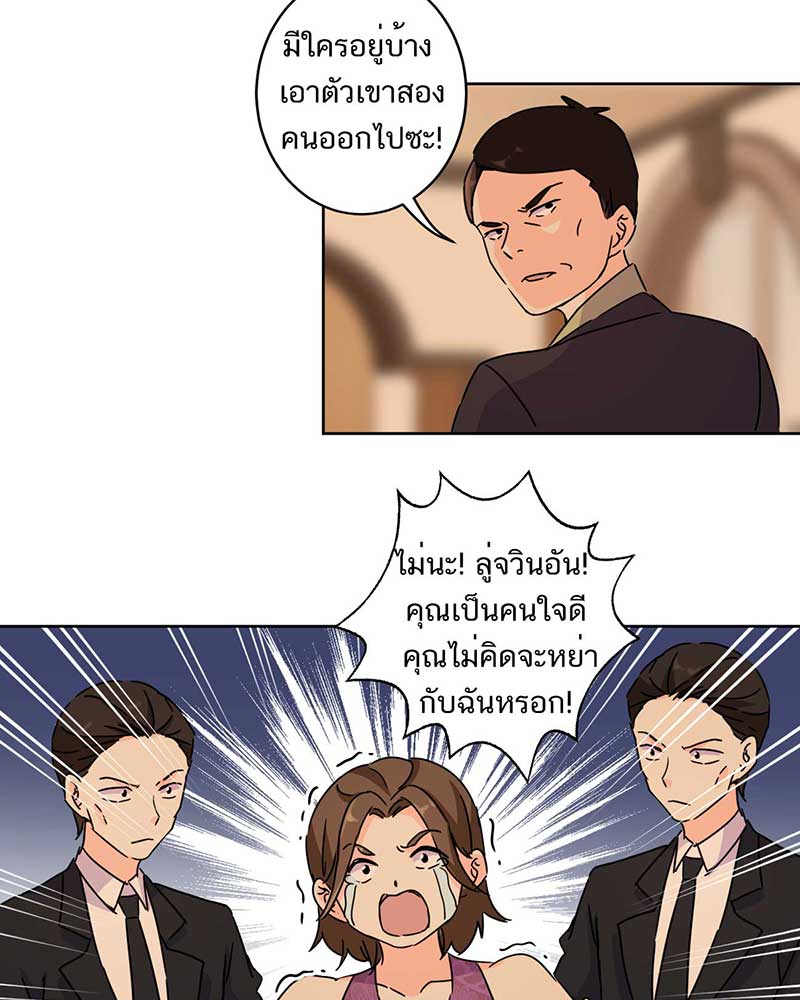 มีใครอยู่บ้าง
เอาตัวเขาสอง
คนออกไปซะ!
ไม่นะ! ลู่จวินอัน!
คุณเป็นคนใจดี
คุณไม่คิดจะหย่า
กับฉันหรอก!